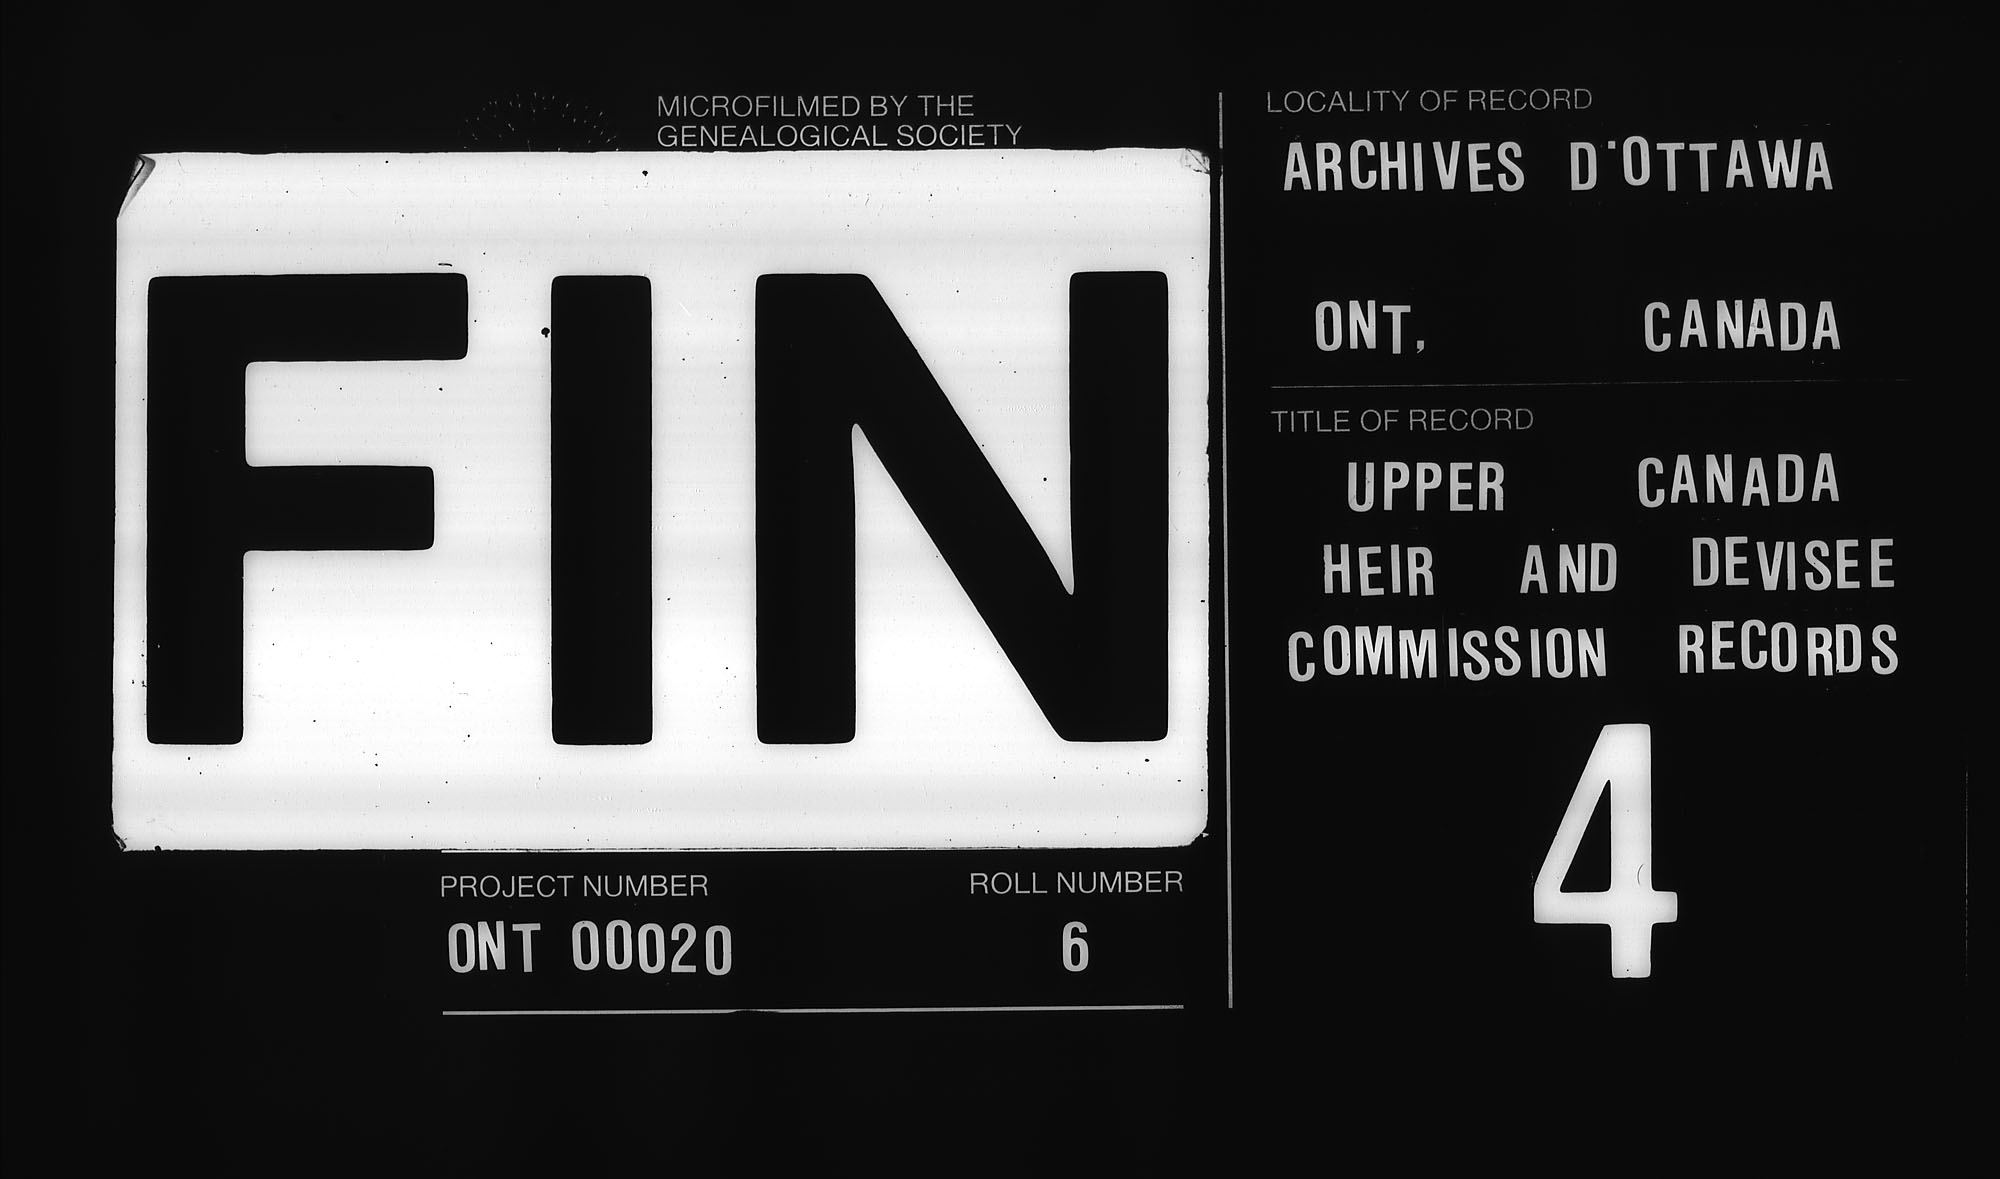 MICROFILMED BY THE
GENEALOGICAL SOCIETY
FIN
PROJECT NUMBER
ROLL NUMBER
ONT 00020
6
LOCALITY OF RECORD
ARCHIVES D'OTTAWA
ONT, CANADA
TITLE OF RECORD
UPPER CANADA
HEIR AND DEVISEE
COMMISSION RECORDS
4